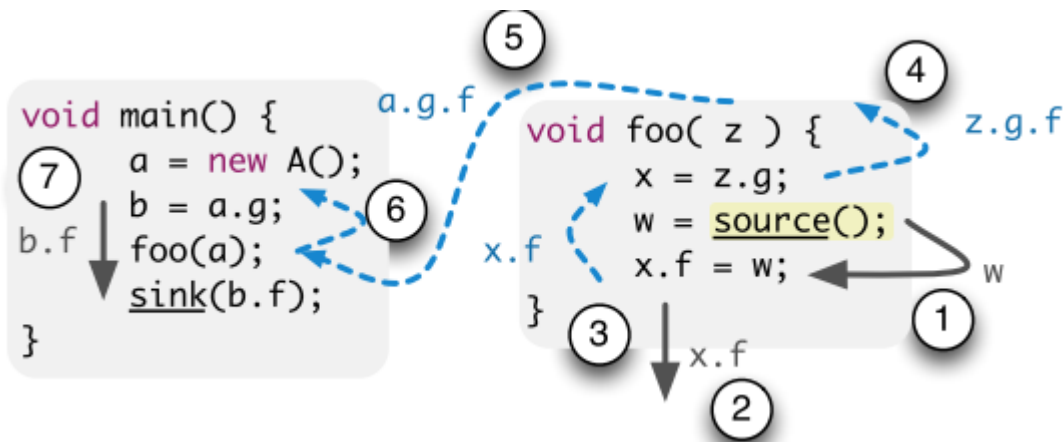 5
4
a.g.f
z.g.f
void main() {
a = new A();
b = a.g;
foo(a);
sink(b.f);
}
7
b.f
6
void foo( z ) {
x = z.g;
w = source();
x.f = w;
}
x.f
w
1
3
x.f
2